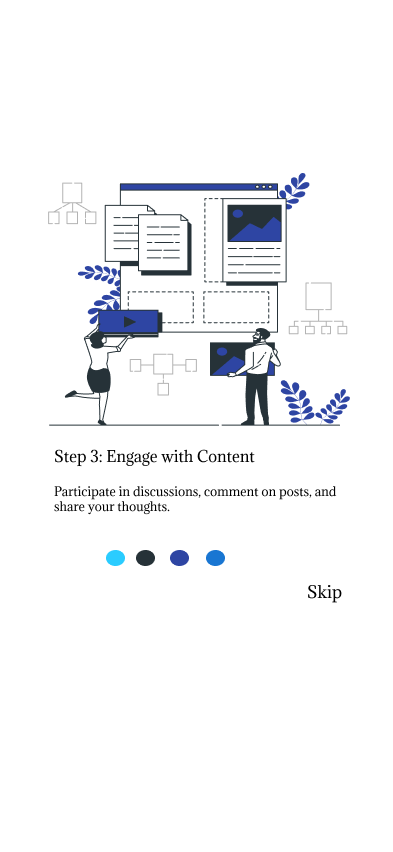 Step 3: Engage with Content
Participate in discussions, comment on posts, and
share your thoughts.
Skip